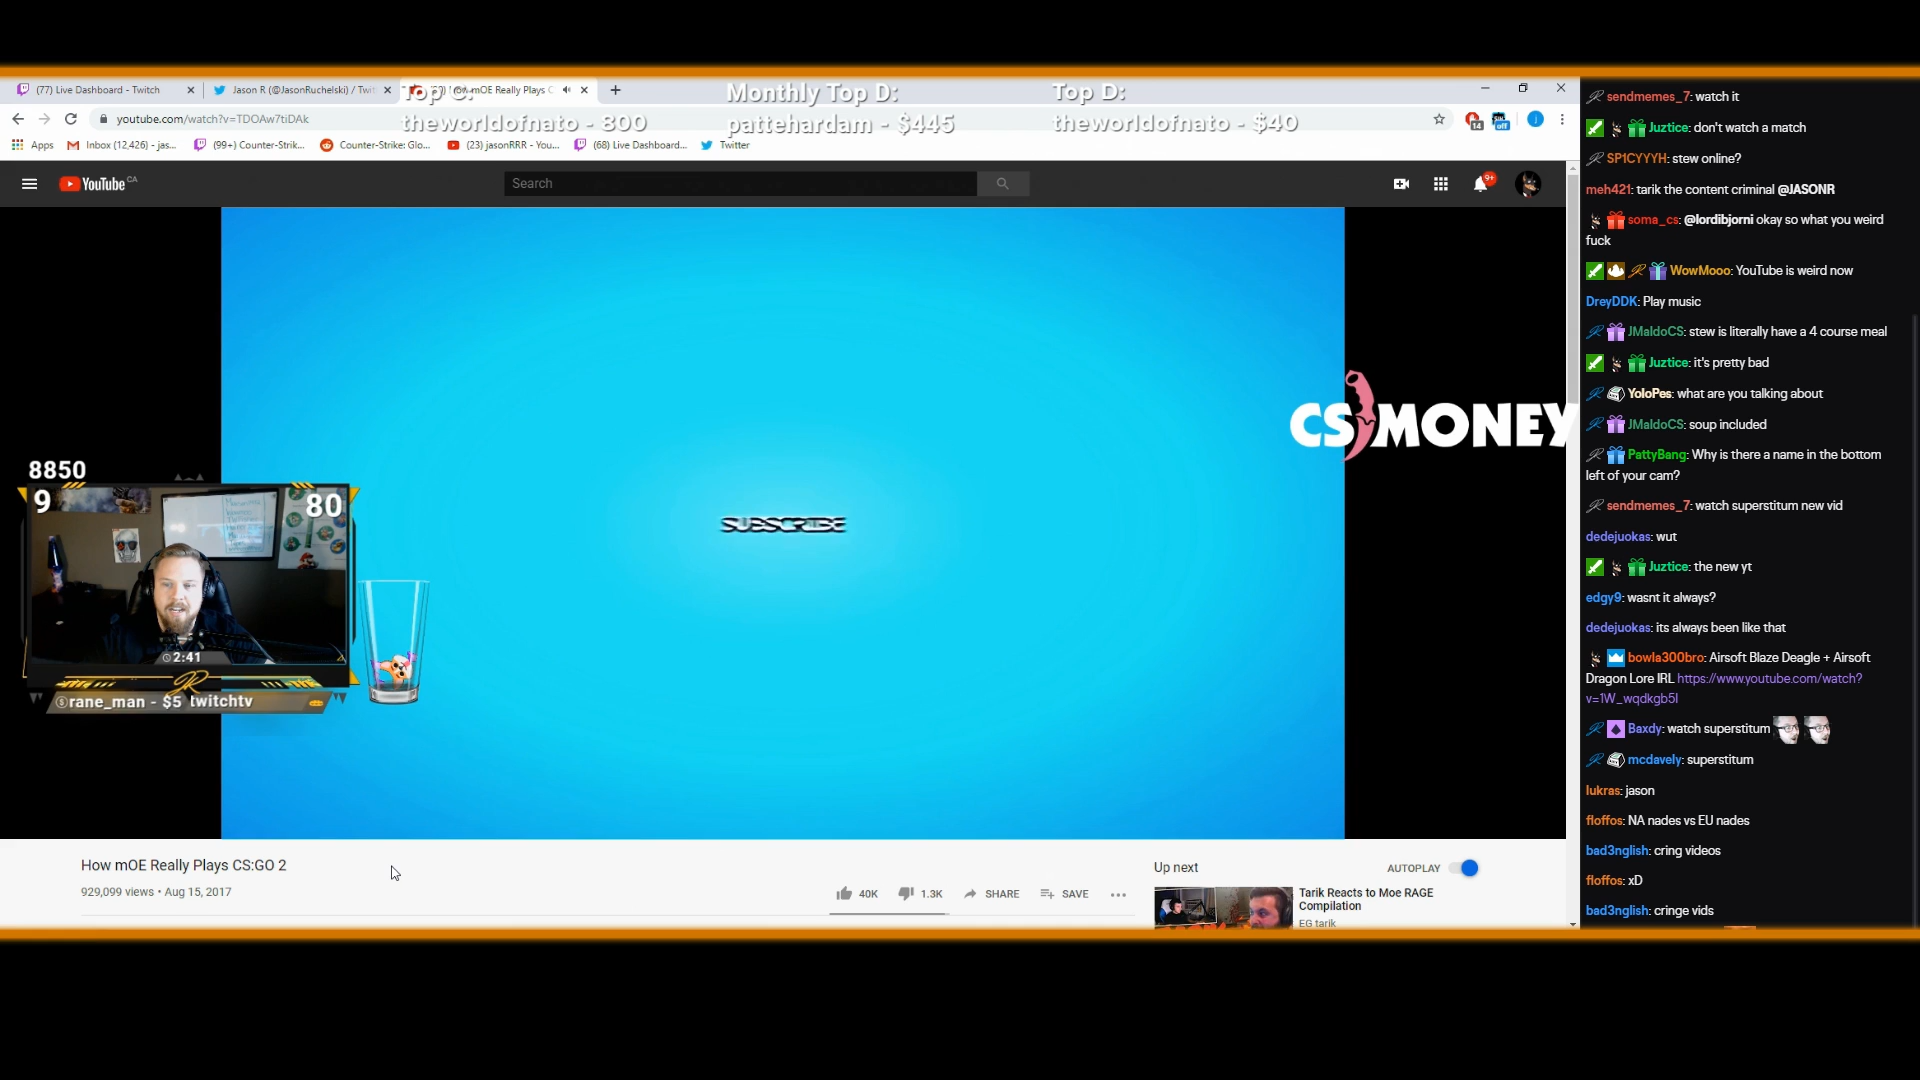 (77) Live Dashboard - Twitch
Jason R (@JasonRuchelski) / Twit
How mOE Really Plays C
Monthly Top D:
pattehardam - $445
Top D:
theworldofnato - $40
Top C:
theworldofnato - 800
youtube.com/watch?v=TDOAw7tiDAk
14
off
j
Apps
Inbox (12,426) - jas...
(99+) Counter-Strik...
Counter-Strike: Glo...
(23) jasonRRR - You...
(68) Live Dashboard...
Twitter
YouTube CA
Search
9+
SUBSCRIBE
CS MONEY
8850
9
80
2:41
rane_man - $5
twitchtv
How mOE Really Plays CS:GO 2
929,099 views • Aug 15, 2017
40K
1.3K
SHARE
SAVE
Up next
AUTOPLAY
Tarik Reacts to Moe RAGE
Compilation
EG tarik
sendmemes_7: watch it
Juztice: don't watch a match
SP1CYYYH: stew online?
meh421: tarik the content criminal @JASONR
soma_cs: @lordibjorni okay so what you weird
fuck
WowMooo: YouTube is weird now
DreyDDK: Play music
JMaldoCS: stew is literally have a 4 course meal
Juztice: it's pretty bad
YoloPes: what are you talking about
JMaldoCS: soup included
PattyBang: Why is there a name in the bottom
left of your cam?
sendmemes_7: watch superstitum new vid
dedejuokas: wut
Juztice: the new yt
edgy9: wasnt it always?
dedejuokas: its always been like that
bowla300bro: Airsoft Blaze Deagle + Airsoft
Dragon Lore IRL https://www.youtube.com/watch?
v=1W_wqdkgb5I
Baxdy: watch superstitum
mcdavely: superstitum
lukras: jason
floffos: NA nades vs EU nades
bad3nglish: cring videos
floffos: xD
bad3nglish: cringe vids